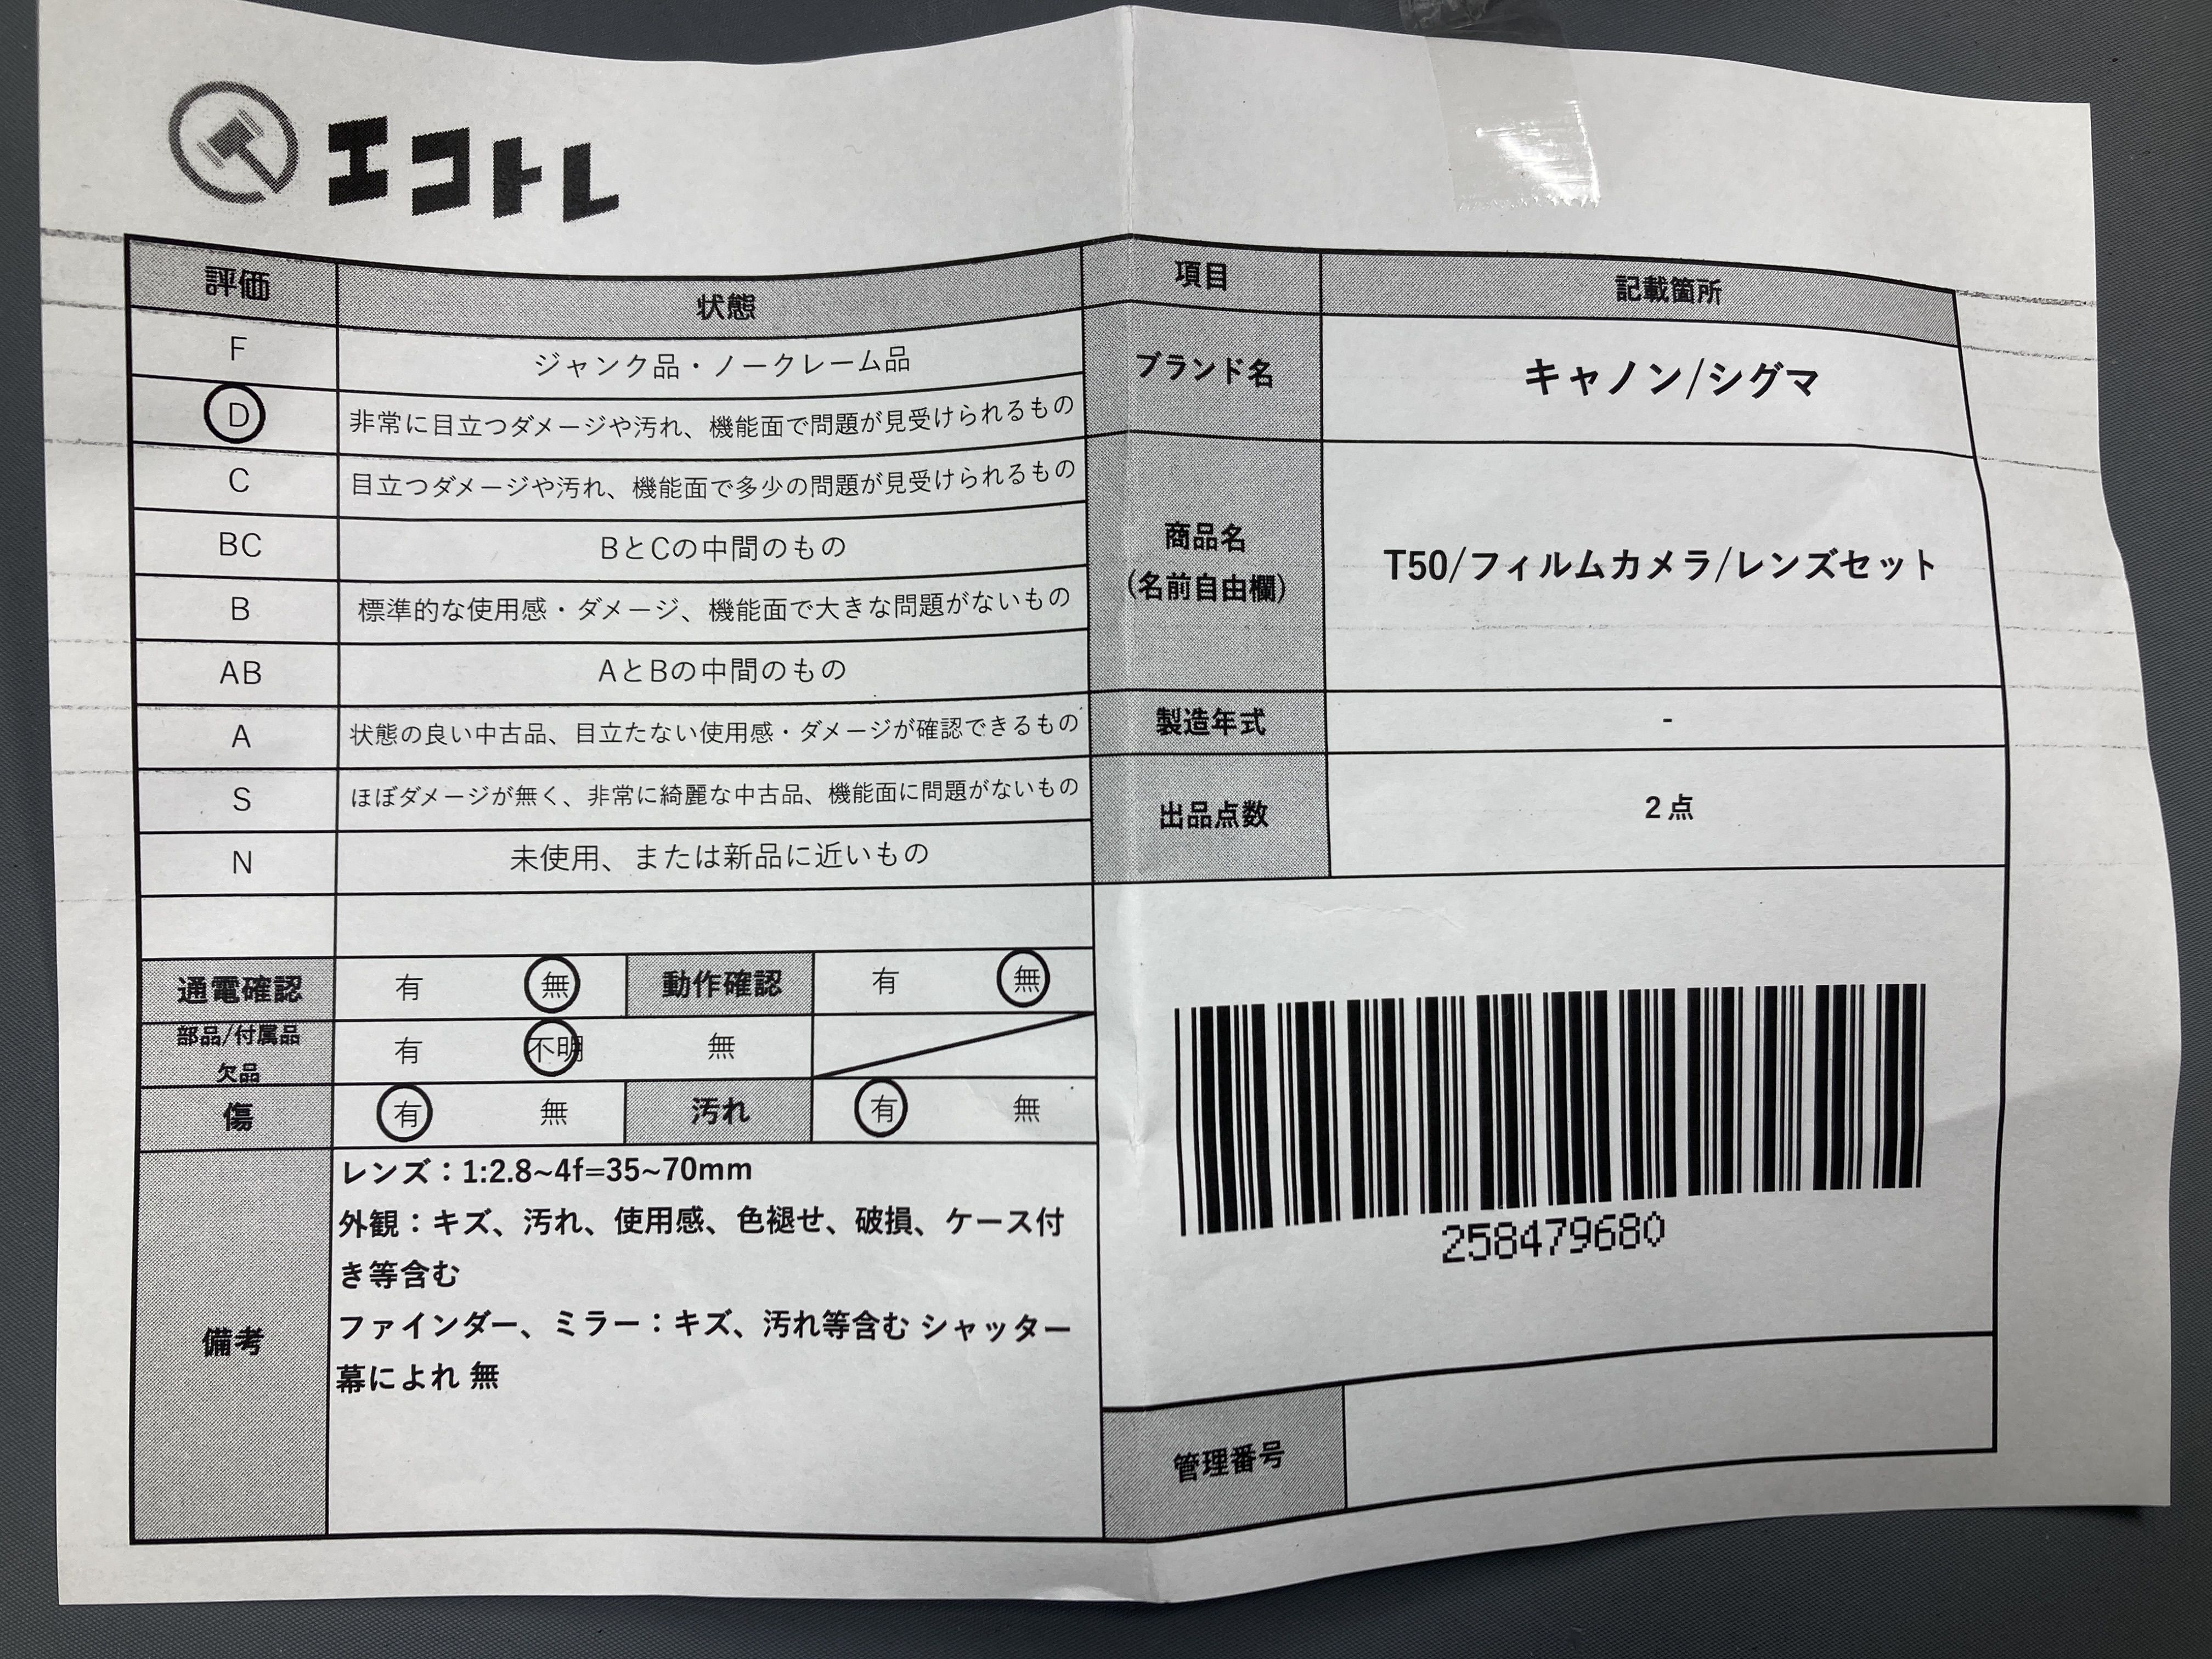 エコトレ
評価 状態
F ジャンク品・ノークレーム品
D 非常に目立つダメージや汚れ、機能面で問題が見受けられるもの
C 目立つダメージや汚れ、機能面で多少の問題が見受けられるもの
BC BとCの中間のもの
B 標準的な使用感・ダメージ、機能面で大きな問題がないもの
AB AとBの中間のもの
A 状態の良い中古品、目立たない使用感・ダメージが確認できるもの
S ほぼダメージが無く、非常に綺麗な中古品、機能面に問題がないもの
N 未使用、または新品に近いもの
通電確認 有 無 動作確認 有 無
部品/付属品
欠品
有 不明 無
傷 有 無 汚れ 有 無
備考
レンズ：1:2.8~4f=35~70mm
外観：キズ、汚れ、使用感、色褪せ、破損、ケース付
き等含む
ファインダー、ミラー：キズ、汚れ等含む シャッター
幕によれ 無
項目 記載箇所
ブランド名 キャノン/シグマ
商品名
(名前自由欄)
T50/フィルムカメラ/レンズセット
製造年式 -
出品点数 2点
258479680
管理番号